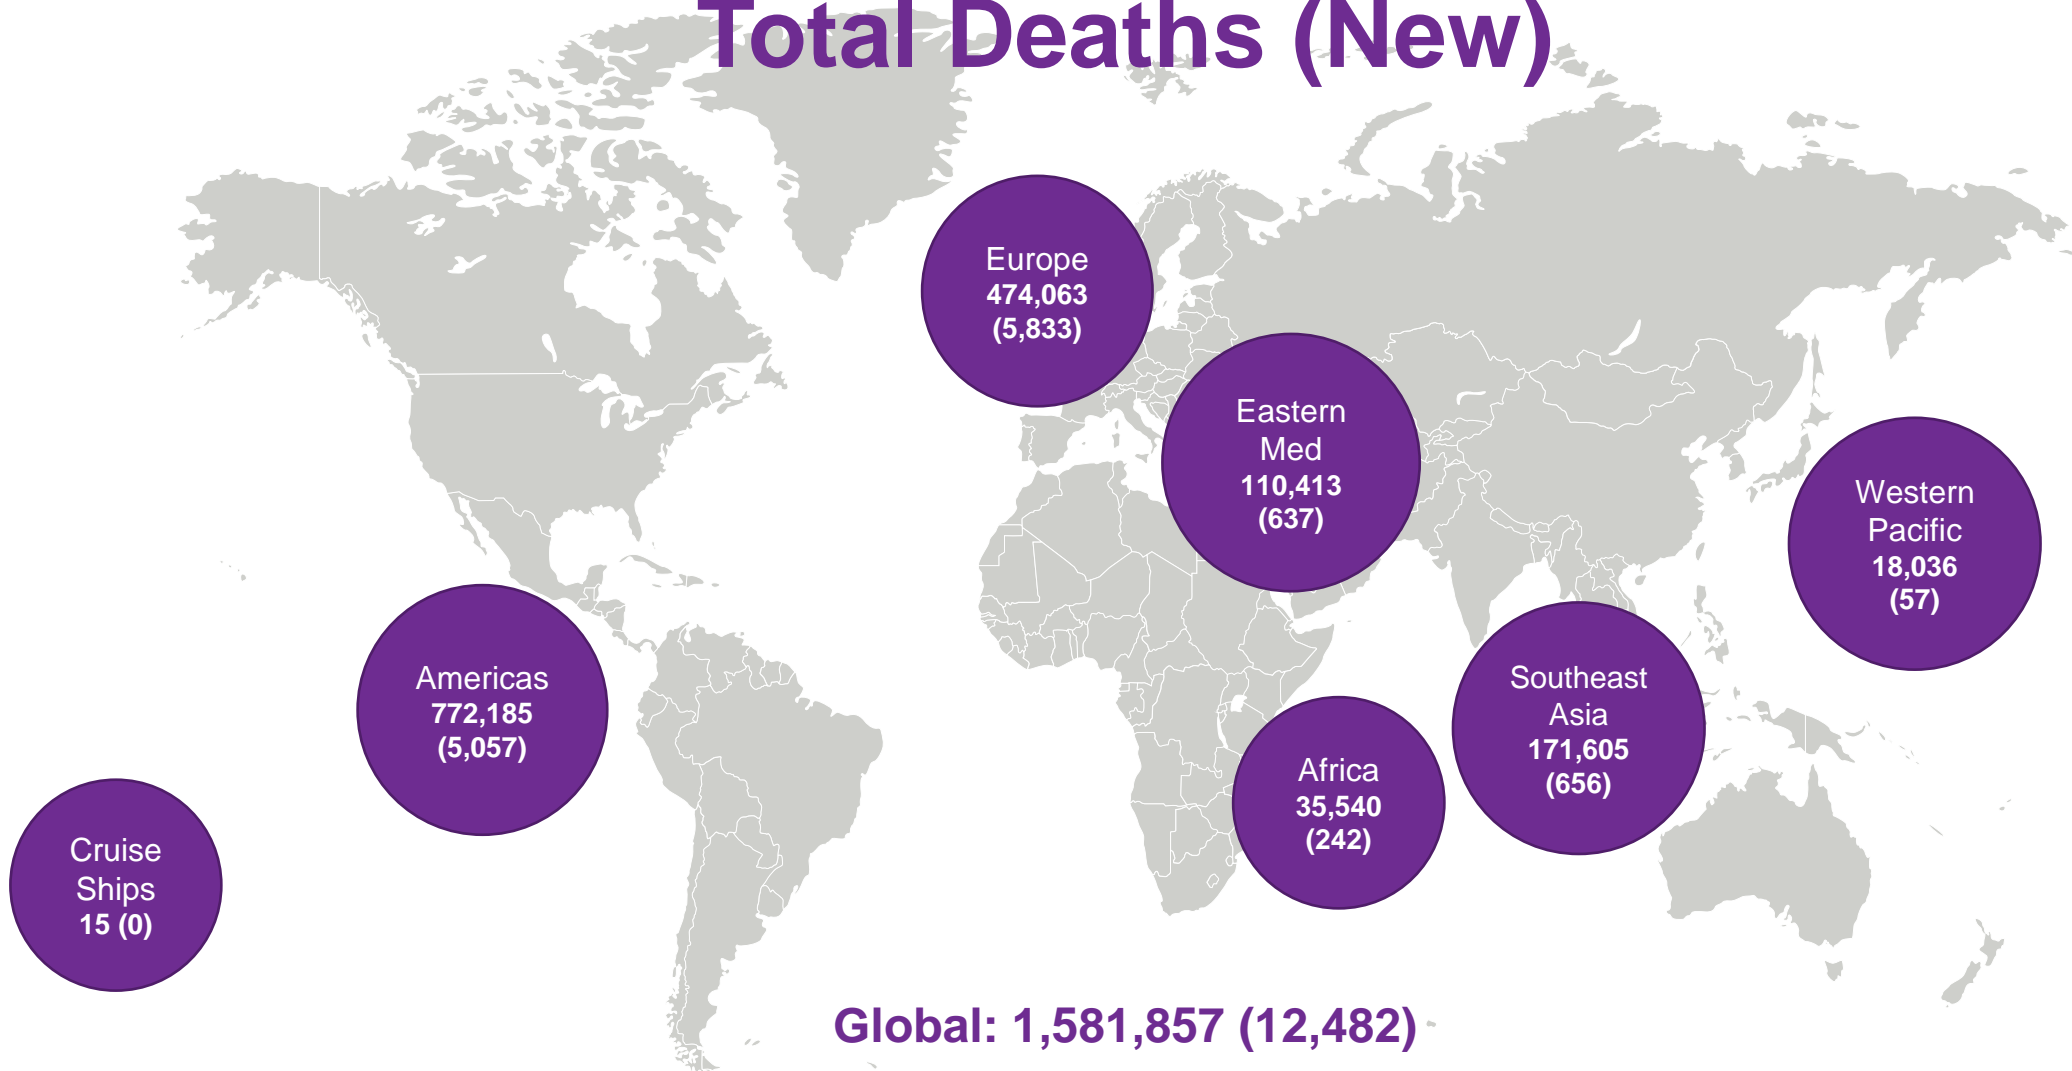 Total Deaths (New)
Europe
474,063
(5,833)
Eastern
Med
110,413
(637)
Western
Pacific
18,036
(57)
Americas
772,185
(5,057)
Southeast
Asia
171,605
(656)
Africa
35,540
(242)
Cruise
Ships
15 (0)
Global: 1,581,857 (12,482)